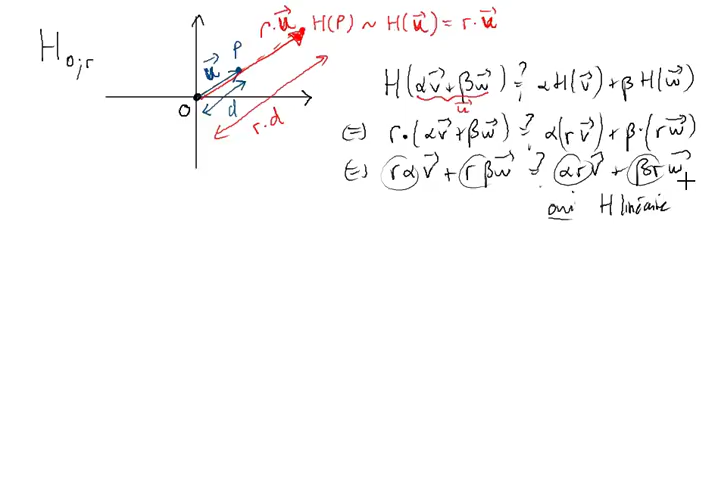 H_{O;r}
r·u⃗ H(P) ~ H(u⃗) = r·u⃗
u⃗ P
O
d
r·d
H(αv⃗ + βw⃗) ?= αH(v⃗) + βH(w⃗)
u⃗
⇔ r·(αv⃗ + βw⃗) ?= α(rv⃗) + β·(rw⃗)
⇔ rαv⃗ + rβw⃗ ?= αrv⃗ + βrw⃗
oui H linéaire